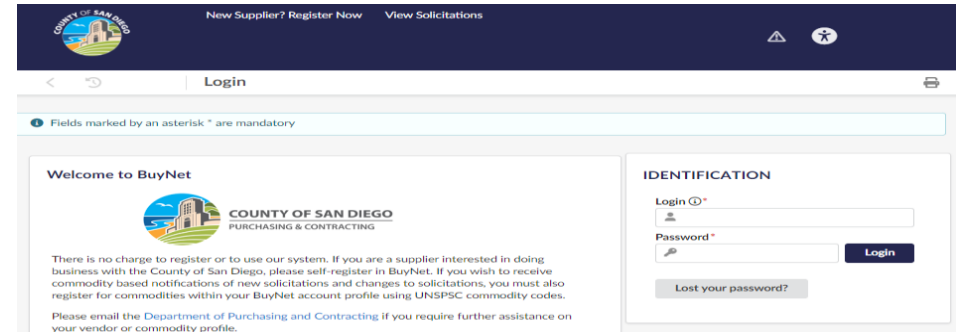 COUNTY OF SAN DIEGO
New Supplier? Register Now View Solicitations
Login
Fields marked by an asterisk * are mandatory
Welcome to BuyNet
COUNTY OF SAN DIEGO
PURCHASING & CONTRACTING
There is no charge to register or to use our system. If you are a supplier interested in doing
business with the County of San Diego, please self-register in BuyNet. If you wish to receive
commodity based notifications of new solicitations and changes to solicitations, you must also
register for commodities within your BuyNet account profile using UNSPSC commodity codes.
Please email the Department of Purchasing and Contracting if you require further assistance on
your vendor or commodity profile.
IDENTIFICATION
Login *
Password *
Login
Lost your password?